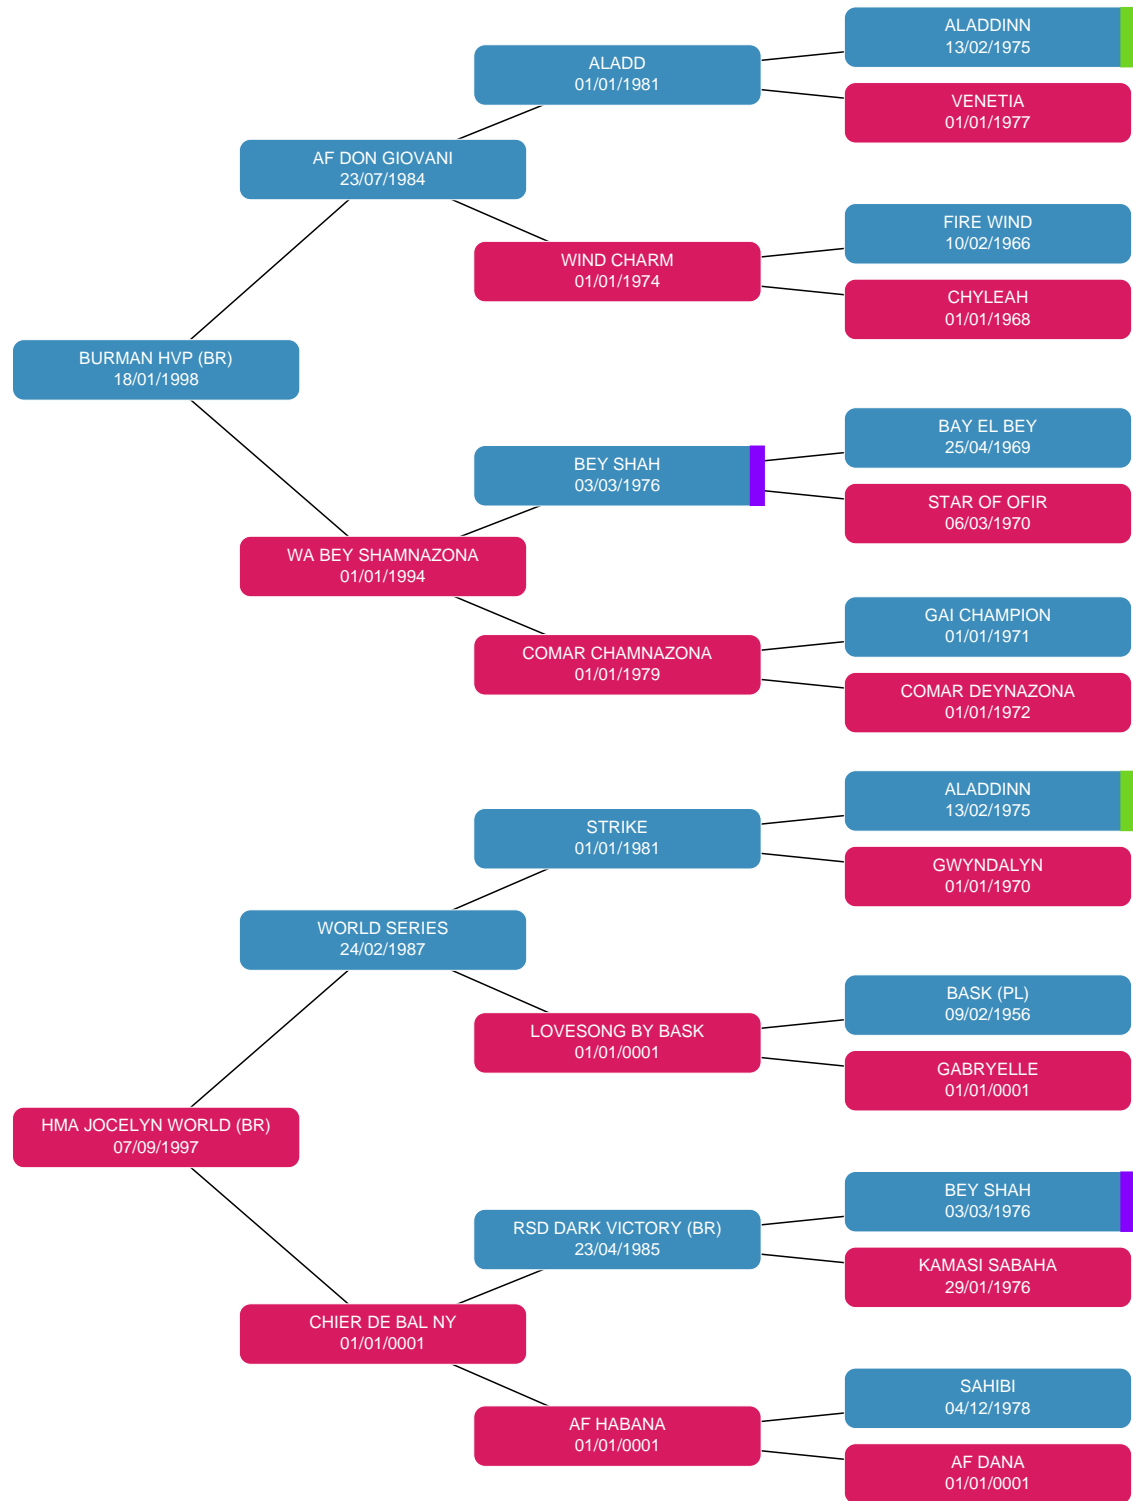 ALADDINN
13/02/1975
ALADD
01/01/1981
VENETIA
01/01/1977
AF DON GIOVANI
23/07/1984
FIRE WIND
10/02/1966
WIND CHARM
01/01/1974
CHYLEAH
01/01/1968
BURMAN HVP (BR)
18/01/1998
BAY EL BEY
25/04/1969
BEY SHAH
03/03/1976
STAR OF OFIR
06/03/1970
WA BEY SHAMNAZONA
01/01/1994
GAI CHAMPION
01/01/1971
COMAR CHAMNAZONA
01/01/1979
COMAR DEYNAZONA
01/01/1972
ALADDINN
13/02/1975
STRIKE
01/01/1981
GWYNDALYN
01/01/1970
WORLD SERIES
24/02/1987
BASK (PL)
09/02/1956
LOVESONG BY BASK
01/01/0001
GABRYELLE
01/01/0001
HMA JOCELYN WORLD (BR)
07/09/1997
BEY SHAH
03/03/1976
RSD DARK VICTORY (BR)
23/04/1985
KAMASI SABAHA
29/01/1976
CHIER DE BAL NY
01/01/0001
SAHIBI
04/12/1978
AF HABANA
01/01/0001
AF DANA
01/01/0001